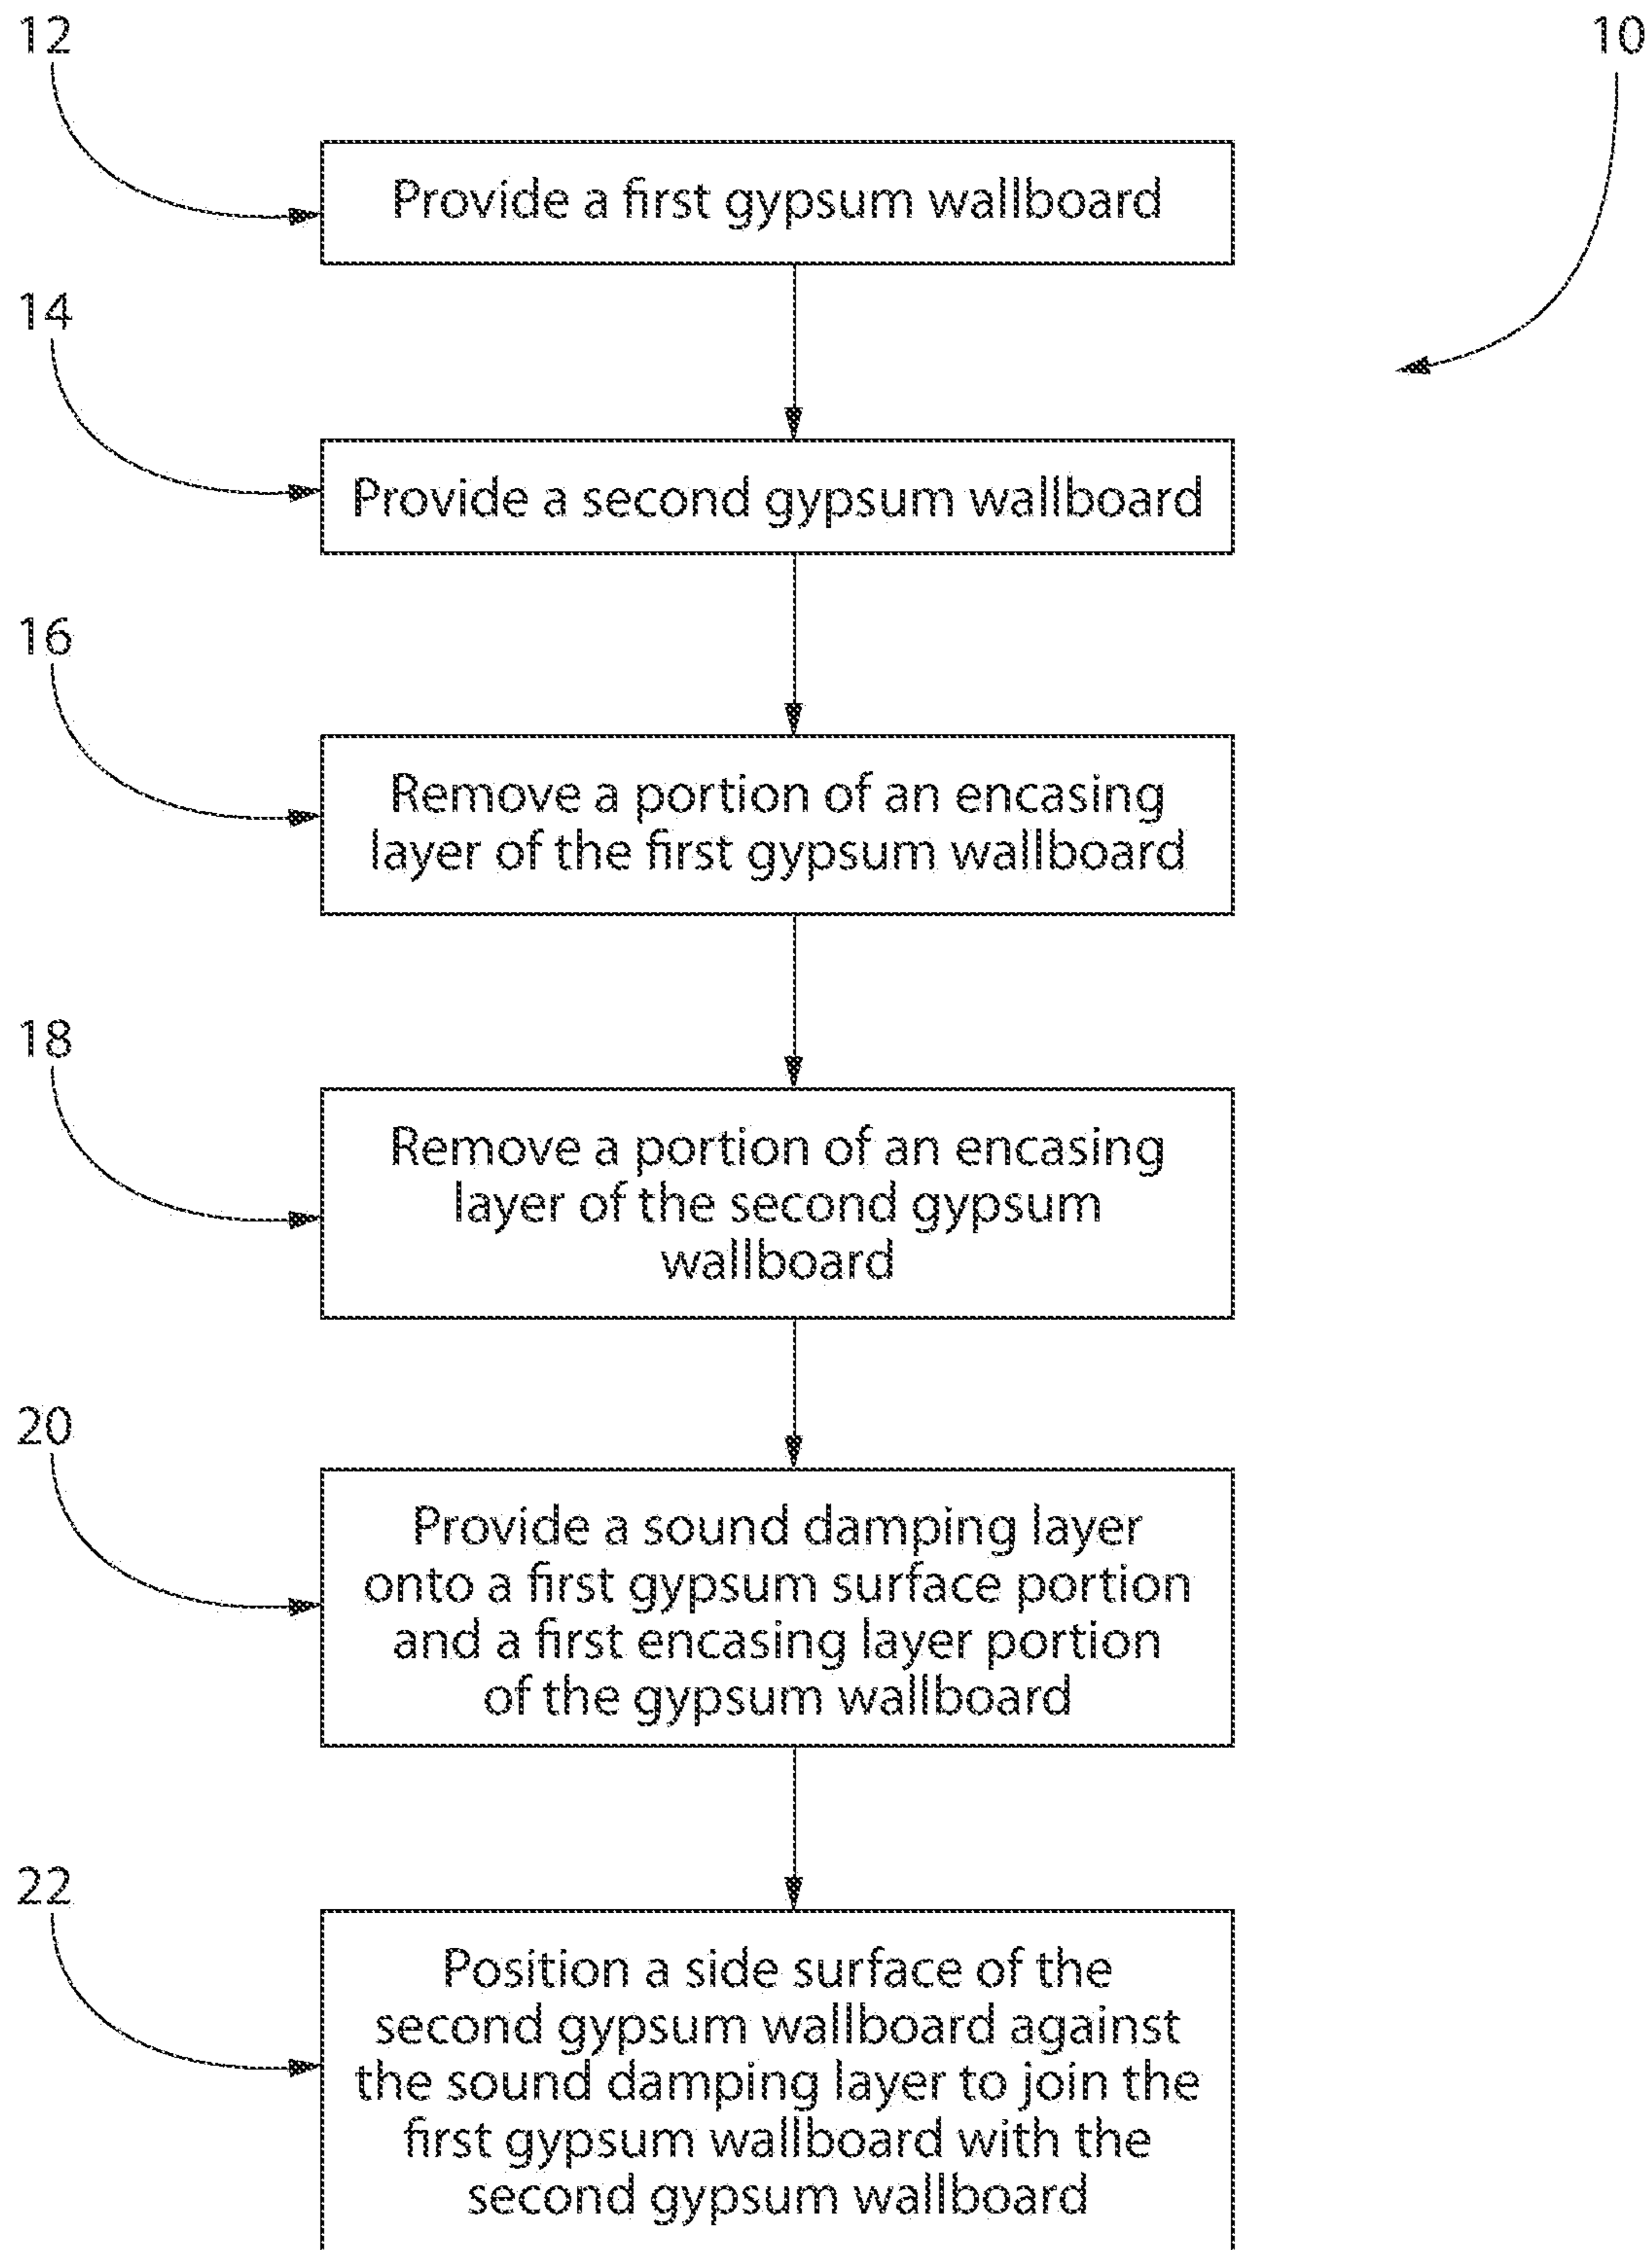 12
10
Provide a first gypsum wallboard
14
Provide a second gypsum wallboard
16
Remove a portion of an encasing
layer of the first gypsum wallboard
18
Remove a portion of an encasing
layer of the second gypsum
wallboard
20
Provide a sound damping layer
onto a first gypsum surface portion
and a first encasing layer portion
of the gypsum wallboard
22
Position a side surface of the
second gypsum wallboard against
the sound damping layer to join the
first gypsum wallboard with the
second gypsum wallboard